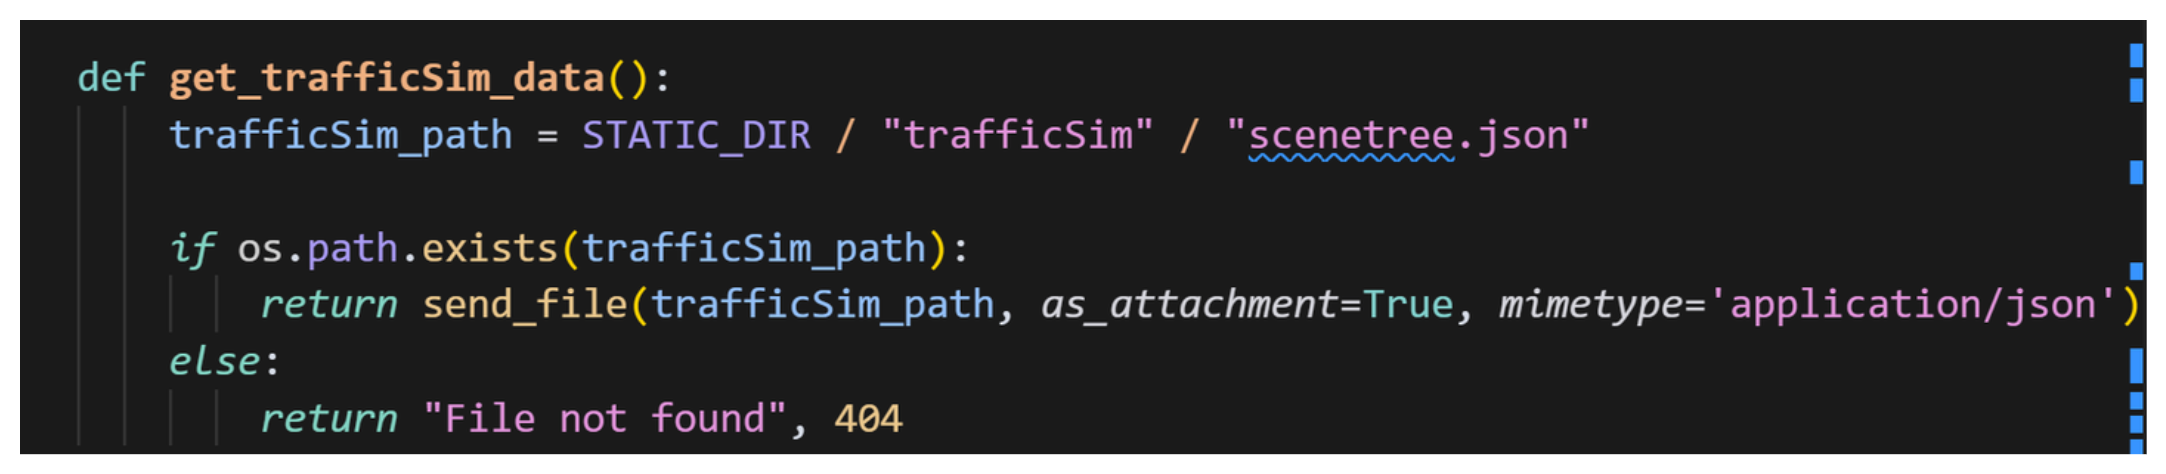 def get_trafficSim_data():
    trafficSim_path = STATIC_DIR / "trafficSim" / "scenetree.json"
    if os.path.exists(trafficSim_path):
        return send_file(trafficSim_path, as_attachment=True, mimetype='application/json')
    else:
        return "File not found", 404